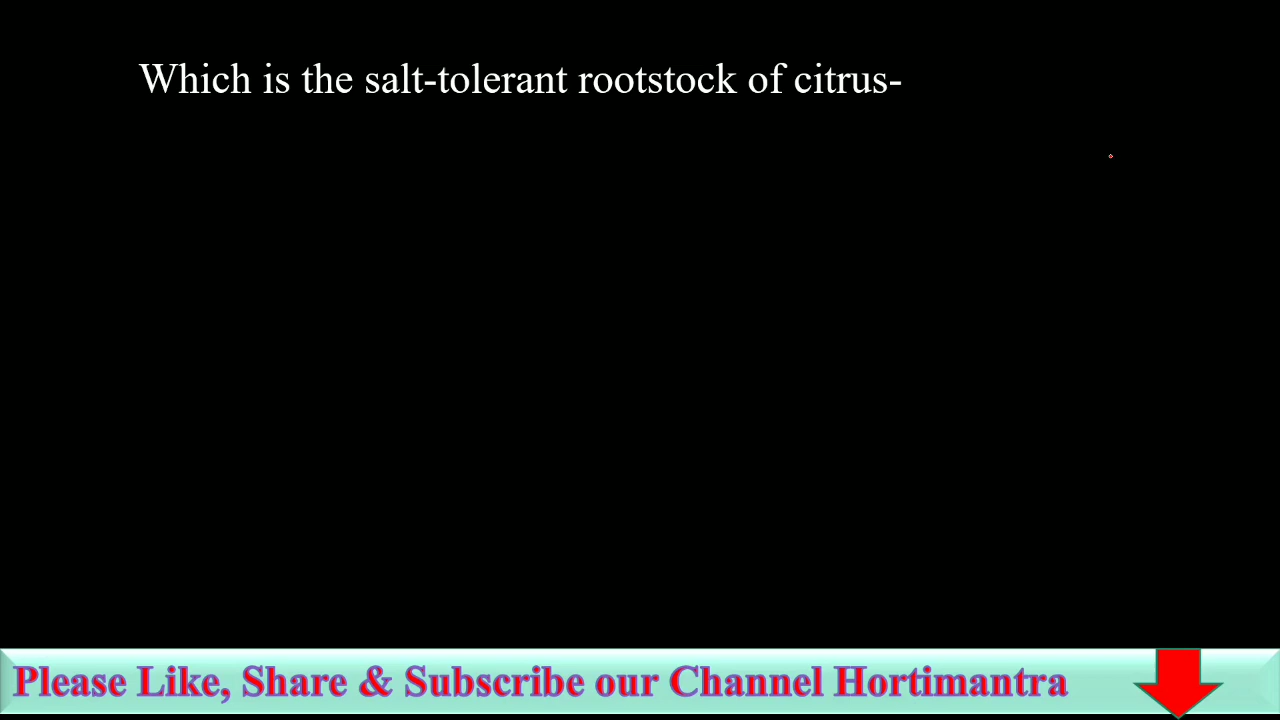 Which is the salt-tolerant rootstock of citrus-
Please Like, Share & Subscribe our Channel Hortimantra